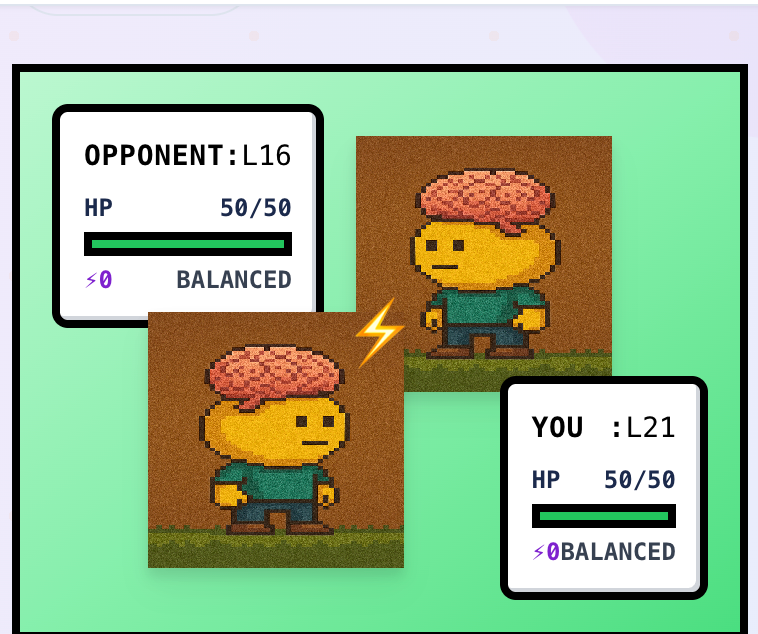 OPPONENT:L16
HP 50/50
⚡0 BALANCED
YOU :L21
HP 50/50
⚡0BALANCED